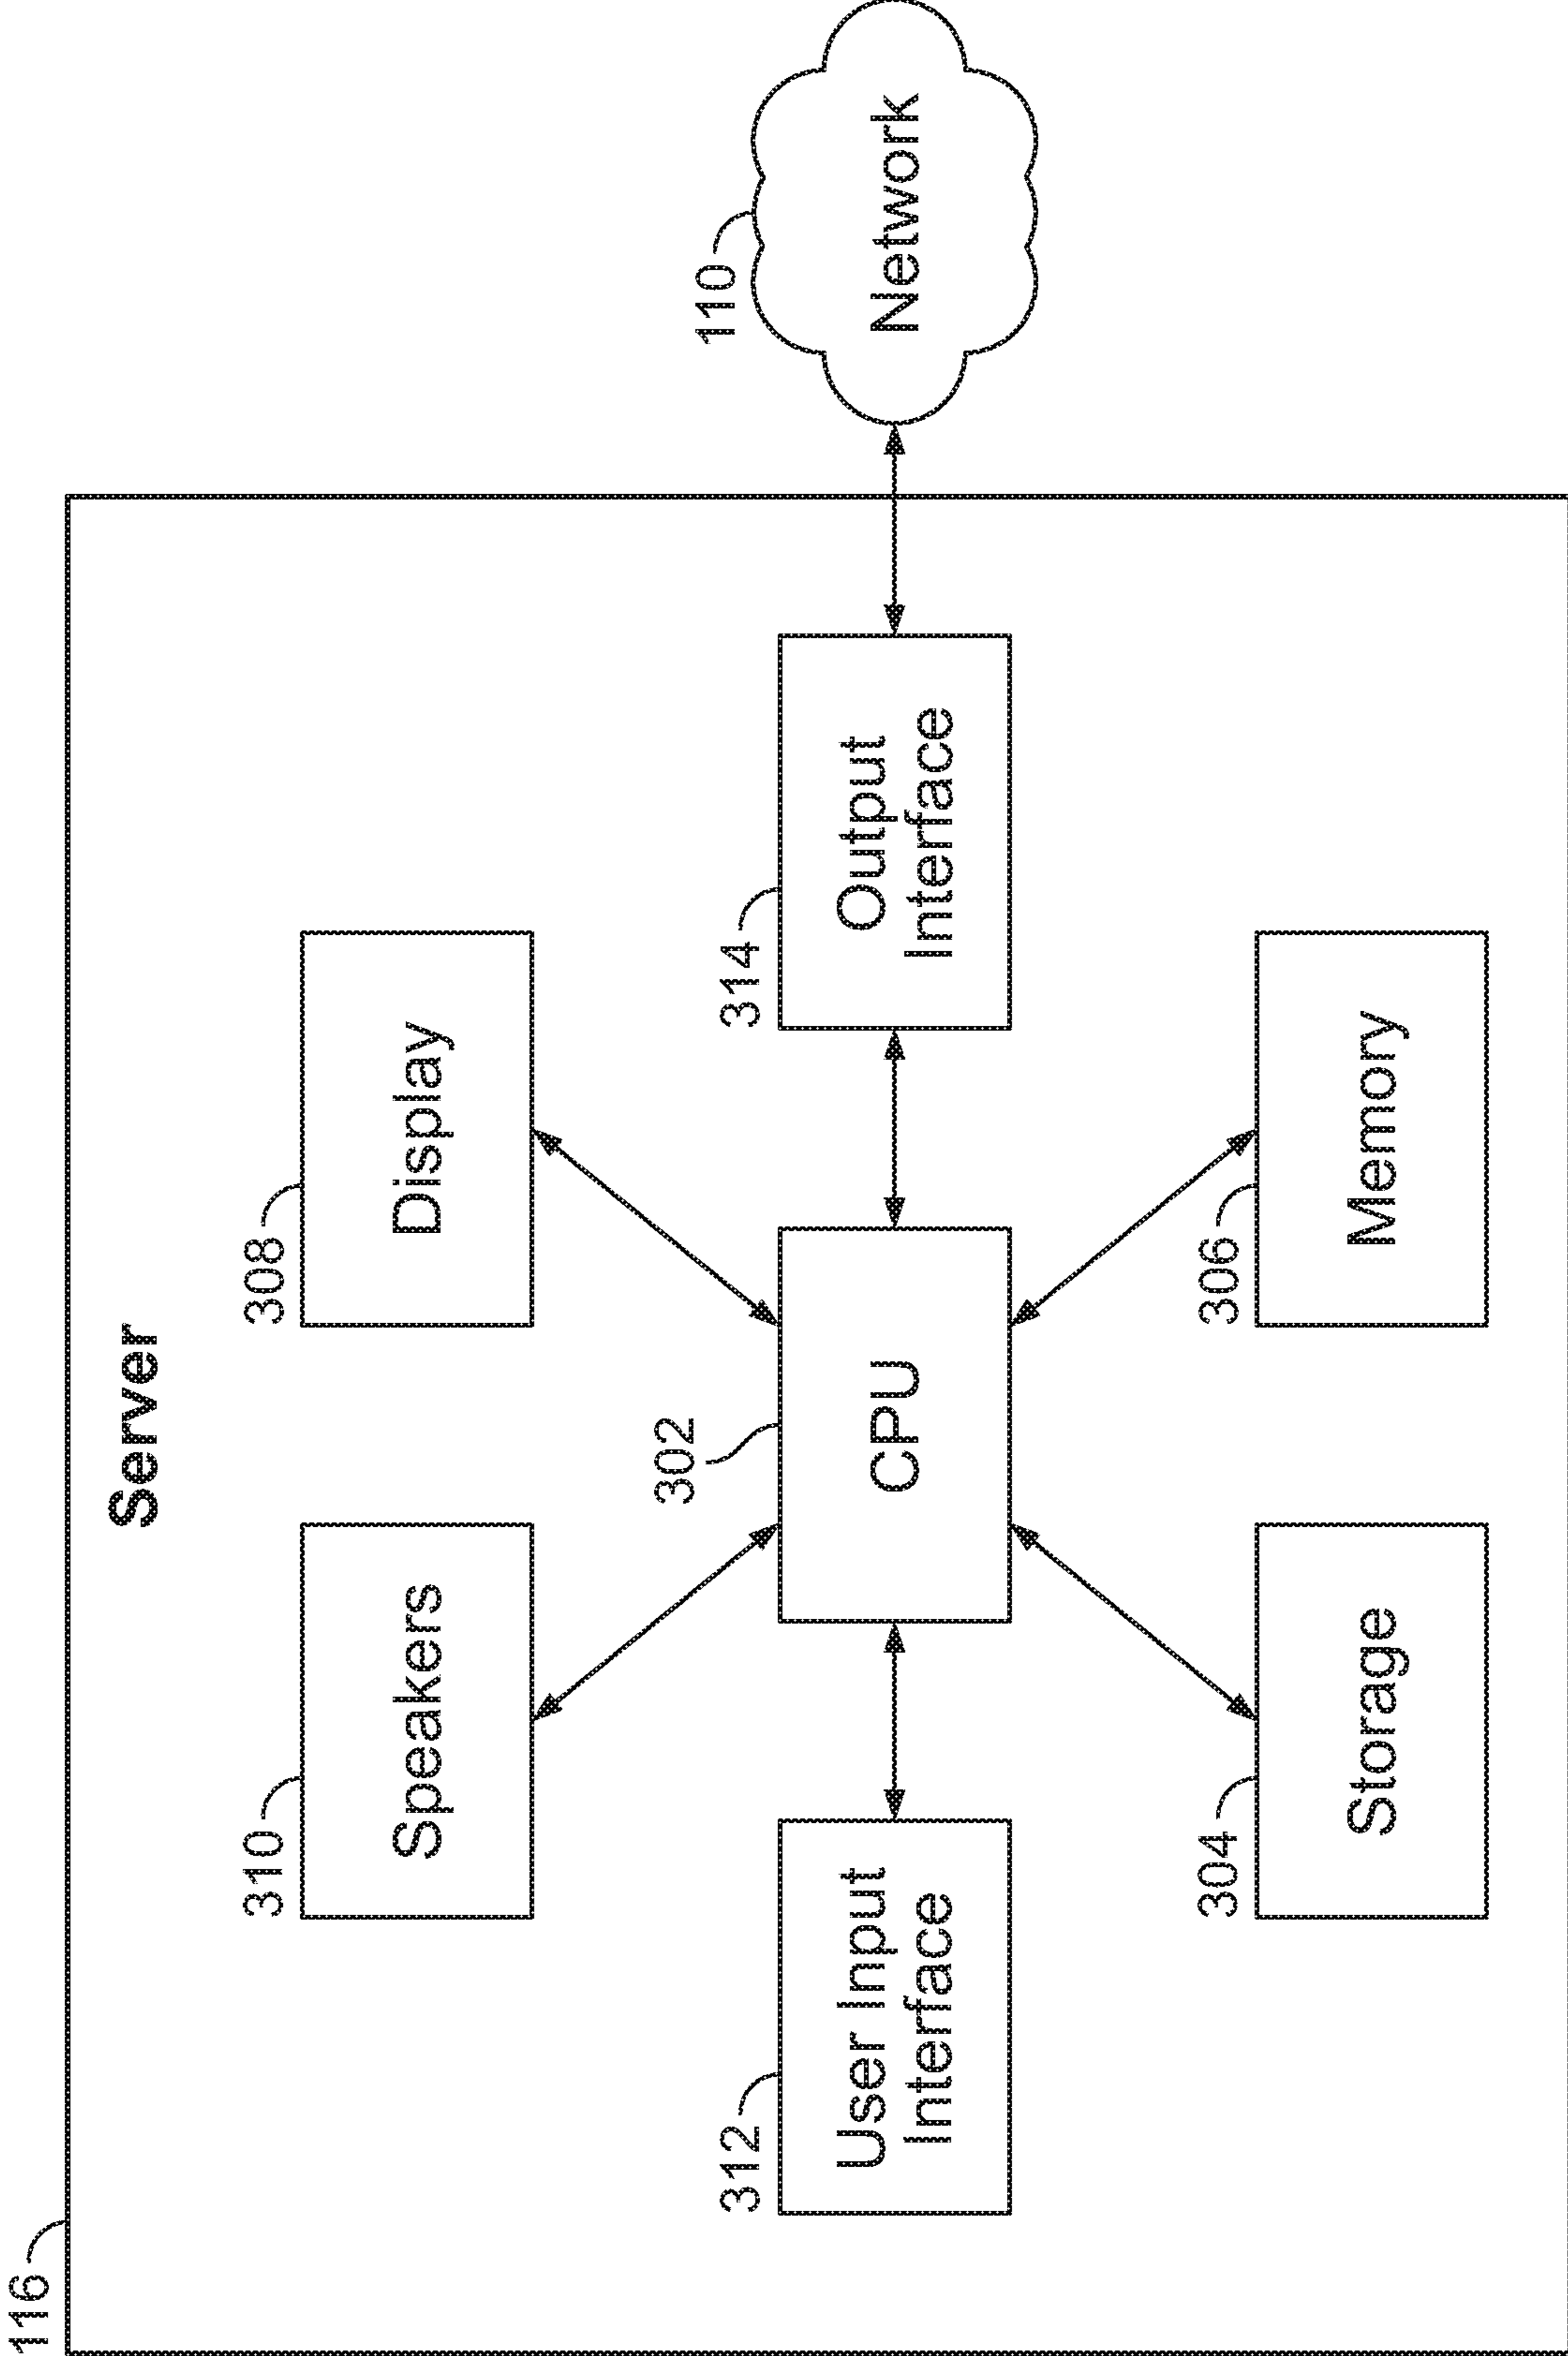 116
Server
310
Speakers
308
Display
302
CPU
312
User Input
Interface
314
Output
Interface
110
Network
304
Storage
306
Memory